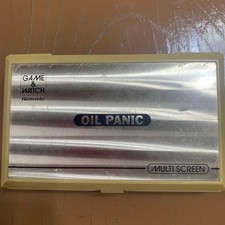 GAME
&
WATCH
Nintendo
OIL PANIC
MULTI SCREEN